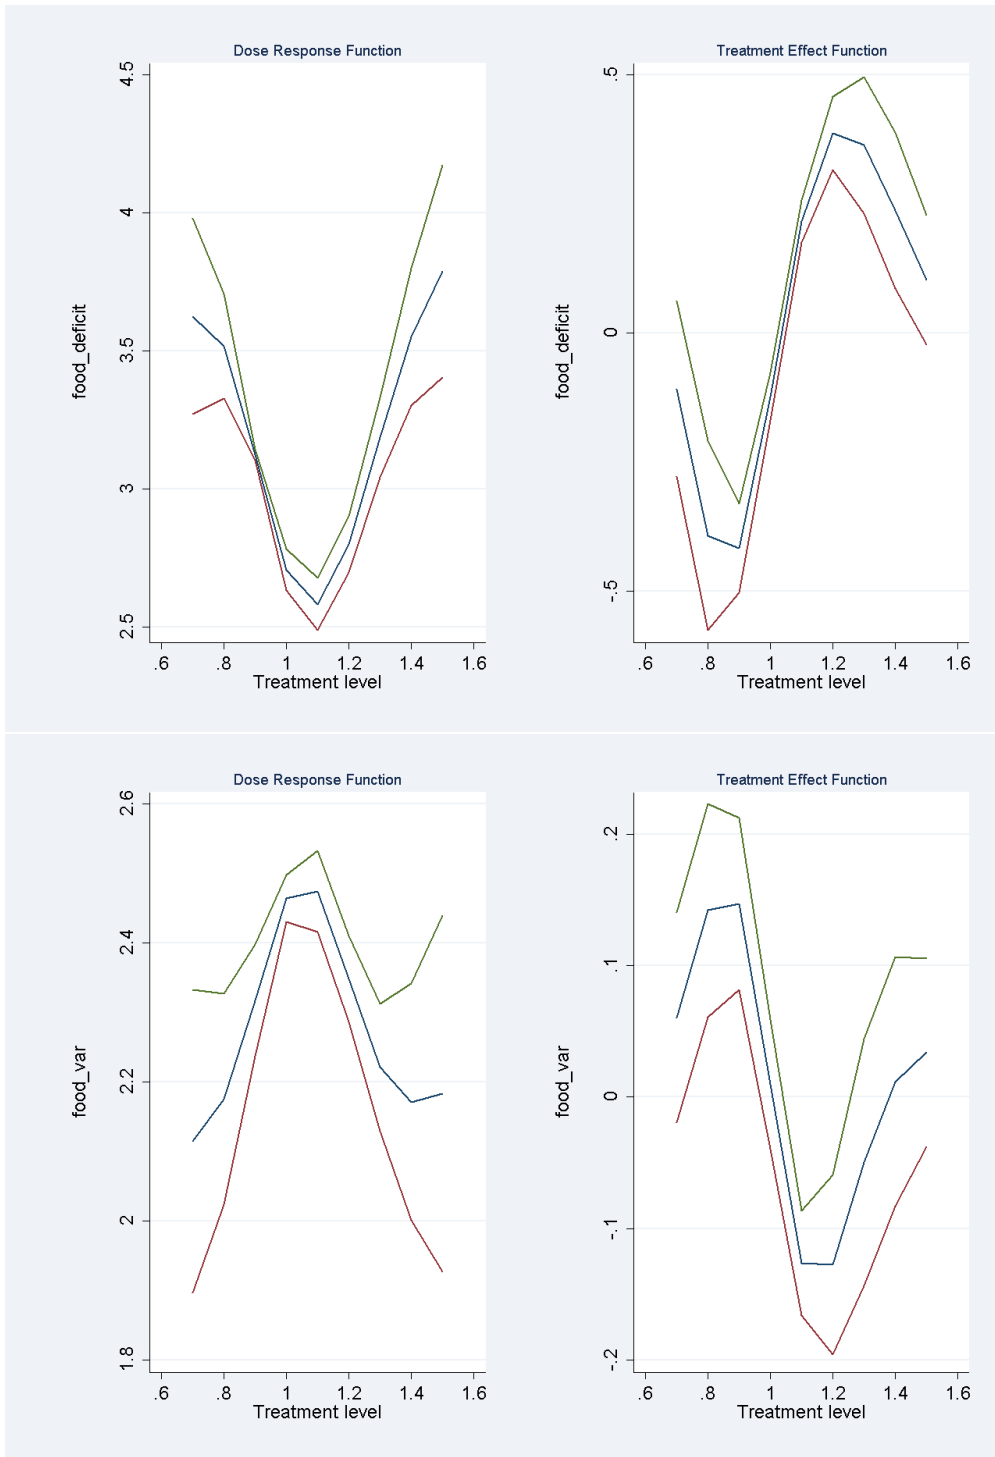 Dose Response Function
4.5
4
3.5
3
2.5
food_deficit
.6 .8 1 1.2 1.4 1.6
Treatment level
Treatment Effect Function
.5
0
-.5
food_deficit
.6 .8 1 1.2 1.4 1.6
Treatment level
Dose Response Function
2.6
2.4
2.2
2
1.8
food_var
.6 .8 1 1.2 1.4 1.6
Treatment level
Treatment Effect Function
.2
.1
0
-.1
-.2
food_var
.6 .8 1 1.2 1.4 1.6
Treatment level